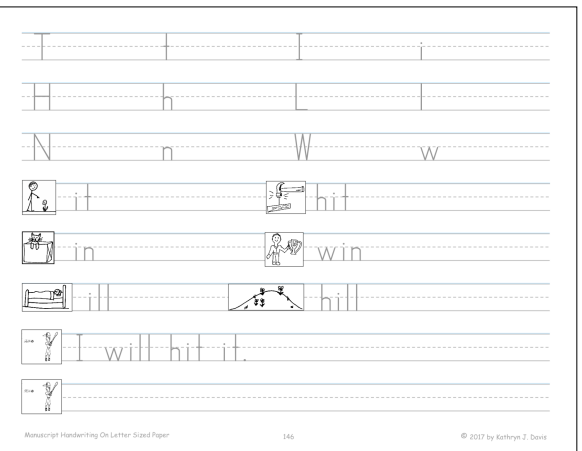 T t I i
H h L l
N n W w
it hit
in win
ill hill
I will hit it.
Manuscript Handwriting On Letter Sized Paper 146 © 2017 by Kathryn J. Davis